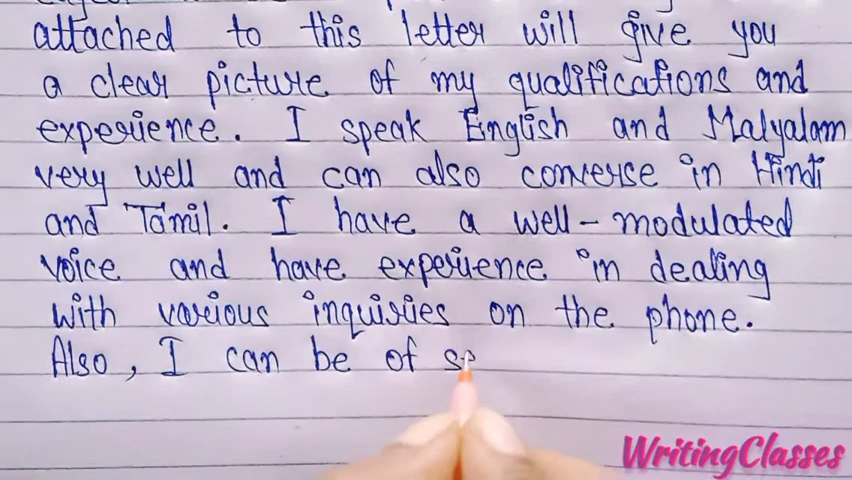 attached to this letter will give you
a clear picture of my qualifications and
experience. I speak English and Malyalam
very well and can also converse in Hindi
and Tamil. I have a well-modulated
voice and have experience in dealing
with various inquiries on the phone.
Also, I can be of se
WritingClasses